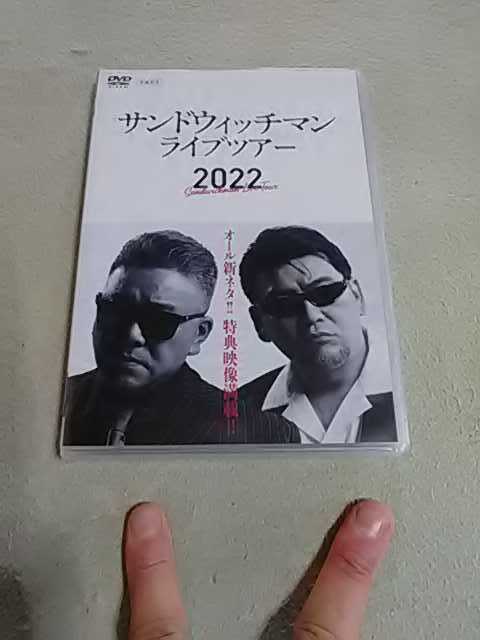 DVD
VIDEO
サンドウィッチマン
ライブツアー
2022
Sandwichman Live Tour
オール新ネタ!!特典映像満載!!